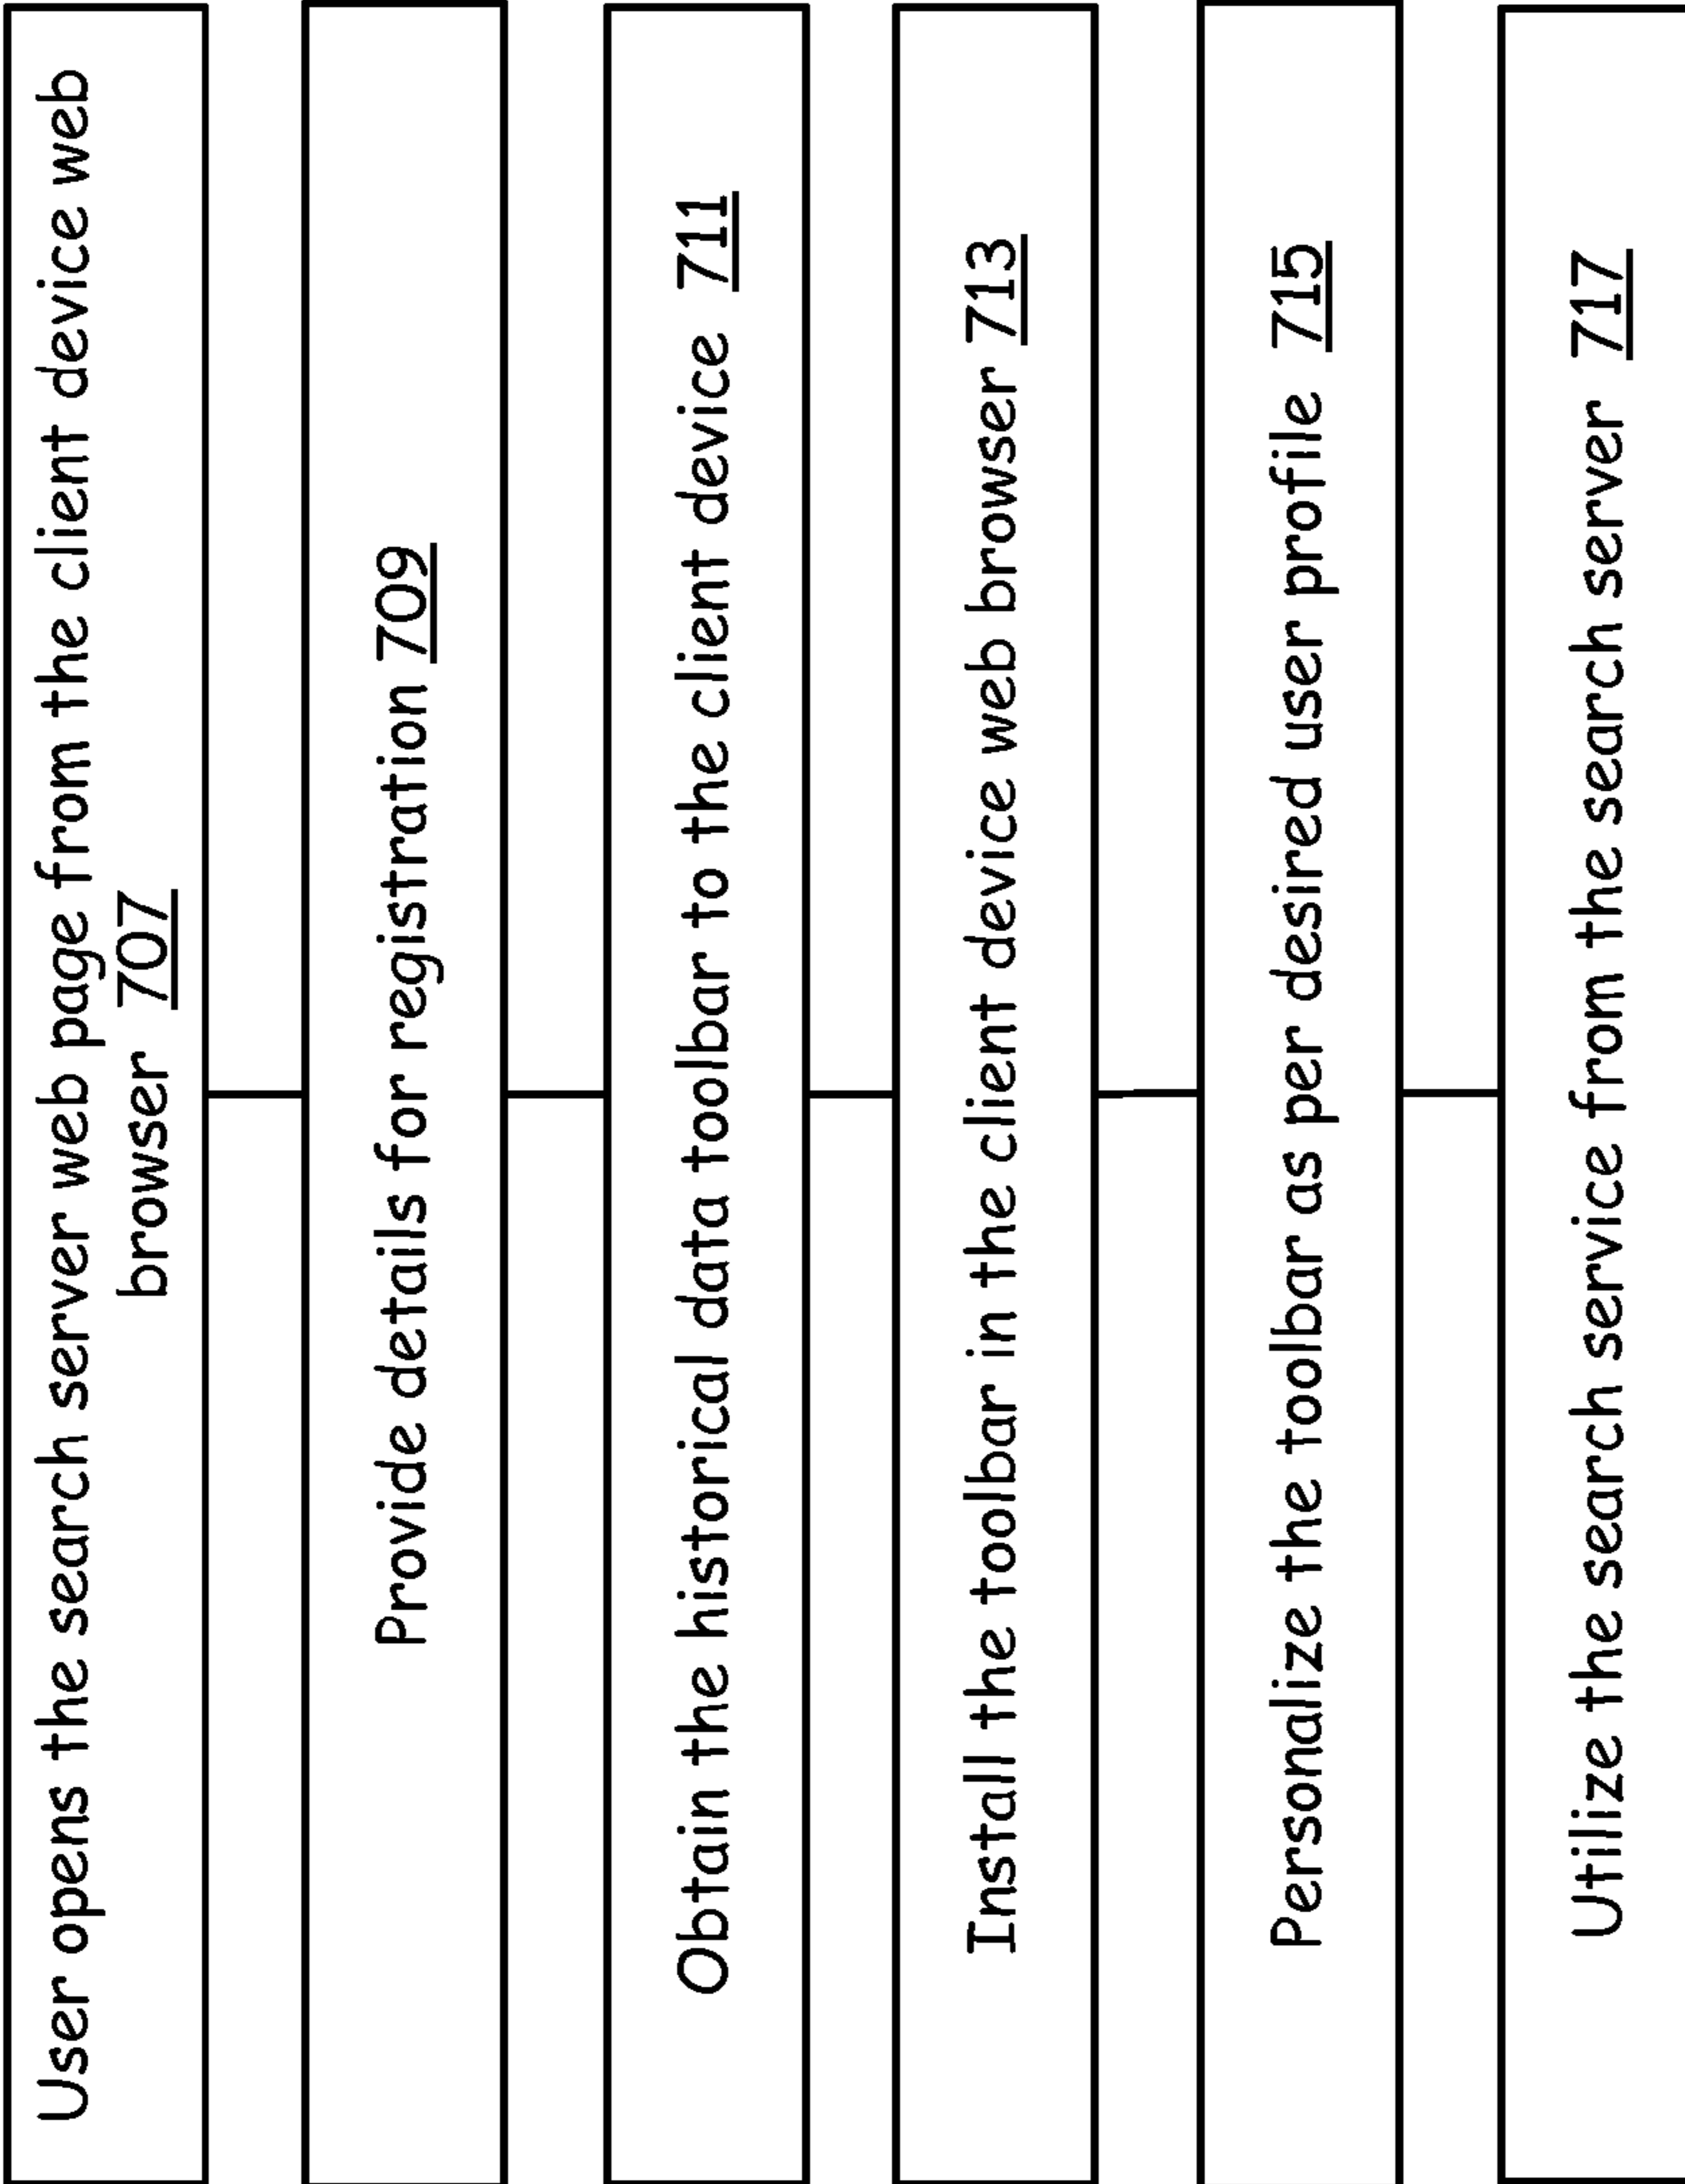 User opens the search server web page from the client device web
browser 707
Provide details for registration 709
Obtain the historical data toolbar to the client device 711
Install the toolbar in the client device web browser 713
Personalize the toolbar as per desired user profile 715
Utilize the search service from the search server 717